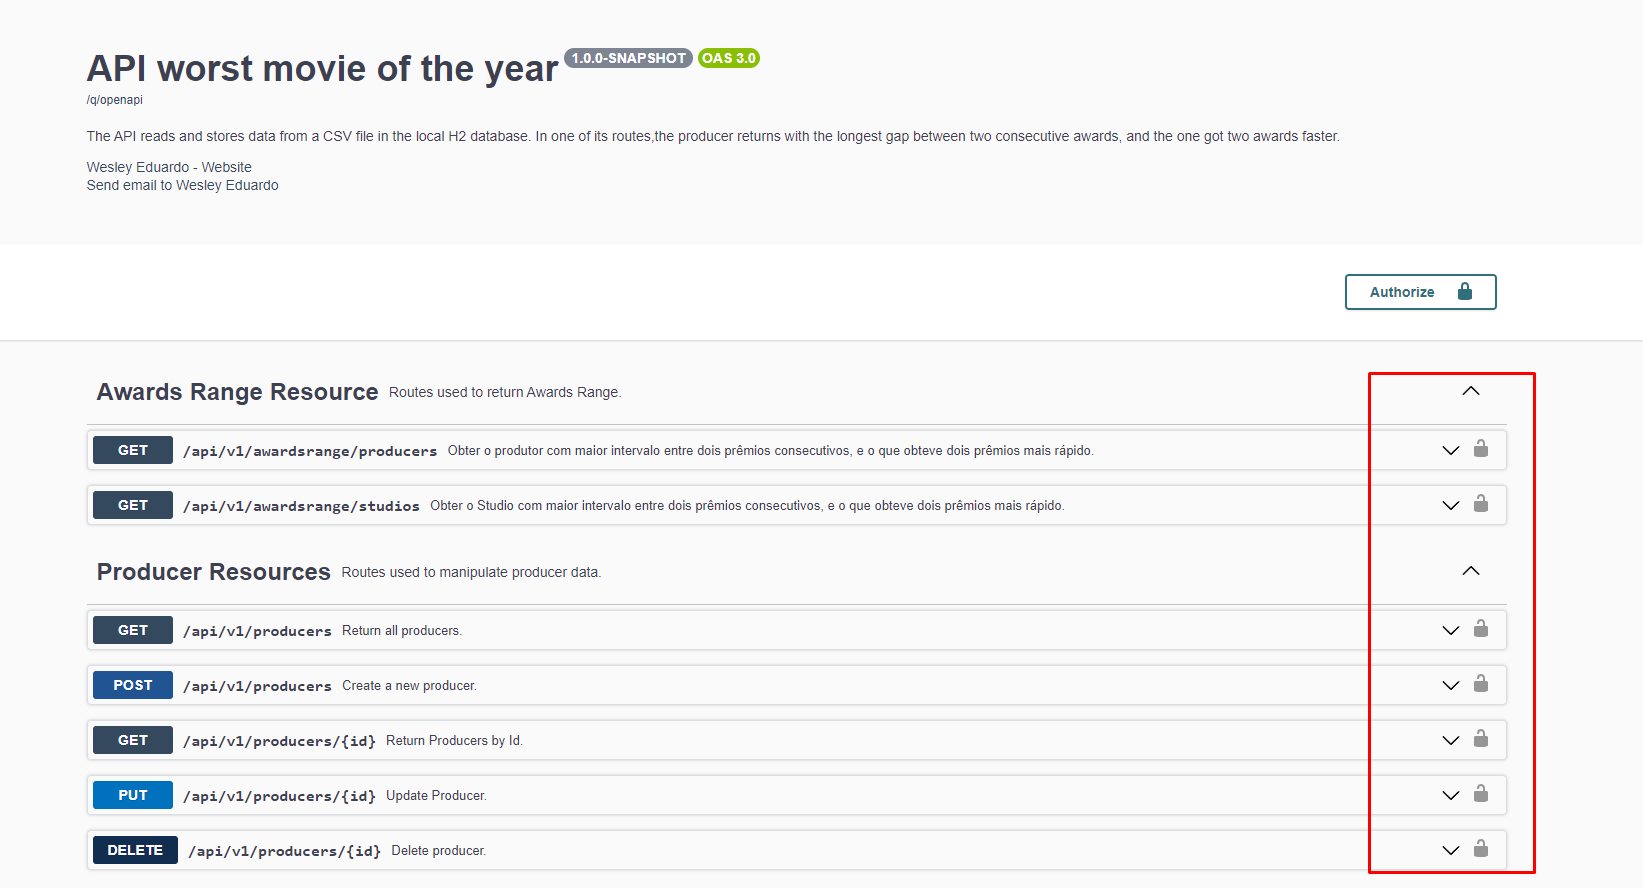 API worst movie of the year 1.0.0-SNAPSHOT OAS 3.0
/q/openapi
The API reads and stores data from a CSV file in the local H2 database. In one of its routes,the producer returns with the longest gap between two consecutive awards, and the one got two awards faster.
Wesley Eduardo - Website
Send email to Wesley Eduardo
Authorize
Awards Range Resource Routes used to return Awards Range.
GET /api/v1/awardsrange/producers Obter o produtor com maior intervalo entre dois prêmios consecutivos, e o que obteve dois prêmios mais rápido.
GET /api/v1/awardsrange/studios Obter o Studio com maior intervalo entre dois prêmios consecutivos, e o que obteve dois prêmios mais rápido.
Producer Resources Routes used to manipulate producer data.
GET /api/v1/producers Return all producers.
POST /api/v1/producers Create a new producer.
GET /api/v1/producers/{id} Return Producers by Id.
PUT /api/v1/producers/{id} Update Producer.
DELETE /api/v1/producers/{id} Delete producer.